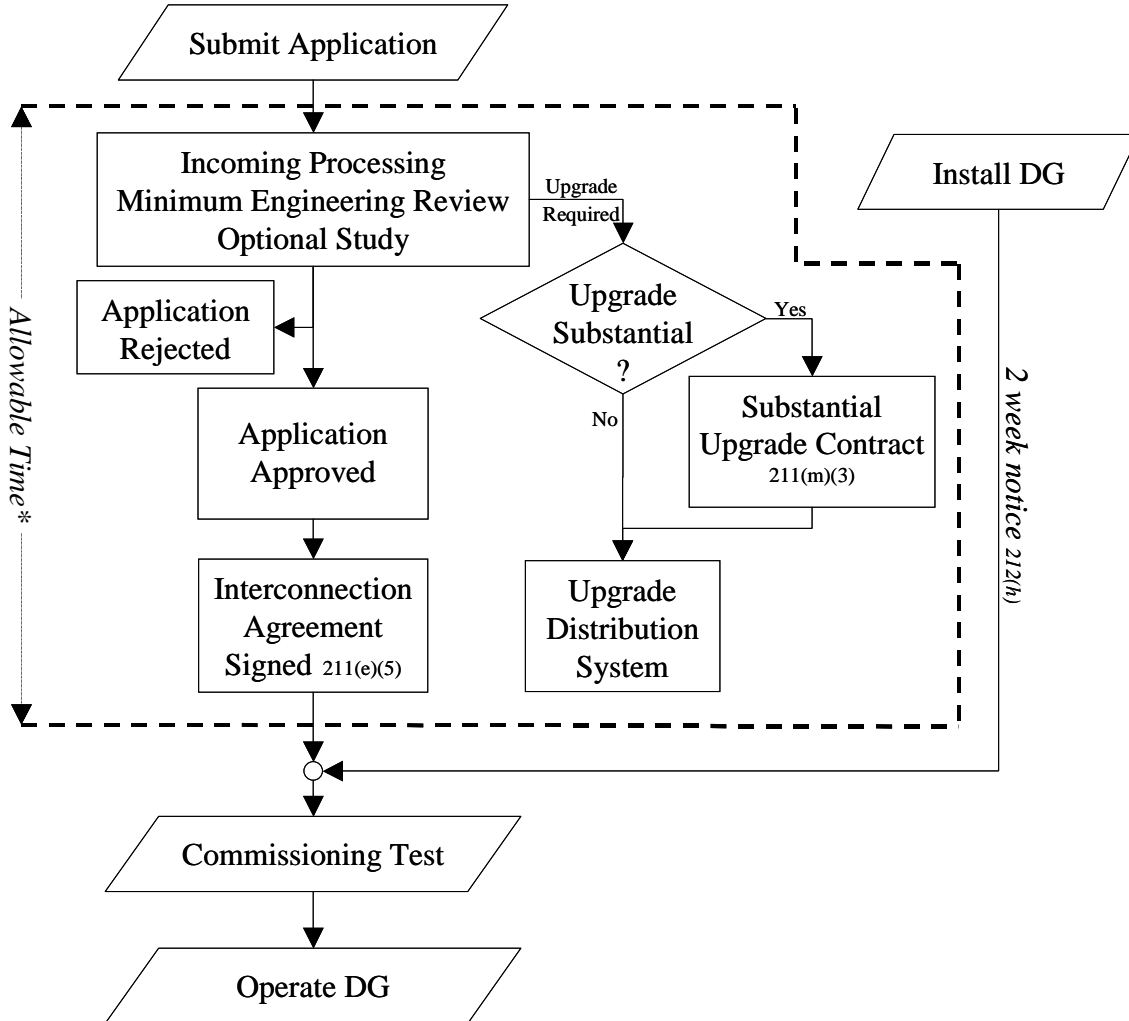 Submit Application
Incoming Processing
Minimum Engineering Review
Optional Study
Upgrade
Required
Install DG
Application
Rejected
Upgrade
Substantial
?
Yes
No
Allowable Time*
Application
Approved
Substantial
Upgrade Contract
211(m)(3)
2 week notice 212(h)
Interconnection
Agreement
Signed 211(e)(5)
Upgrade
Distribution
System
Commissioning Test
Operate DG